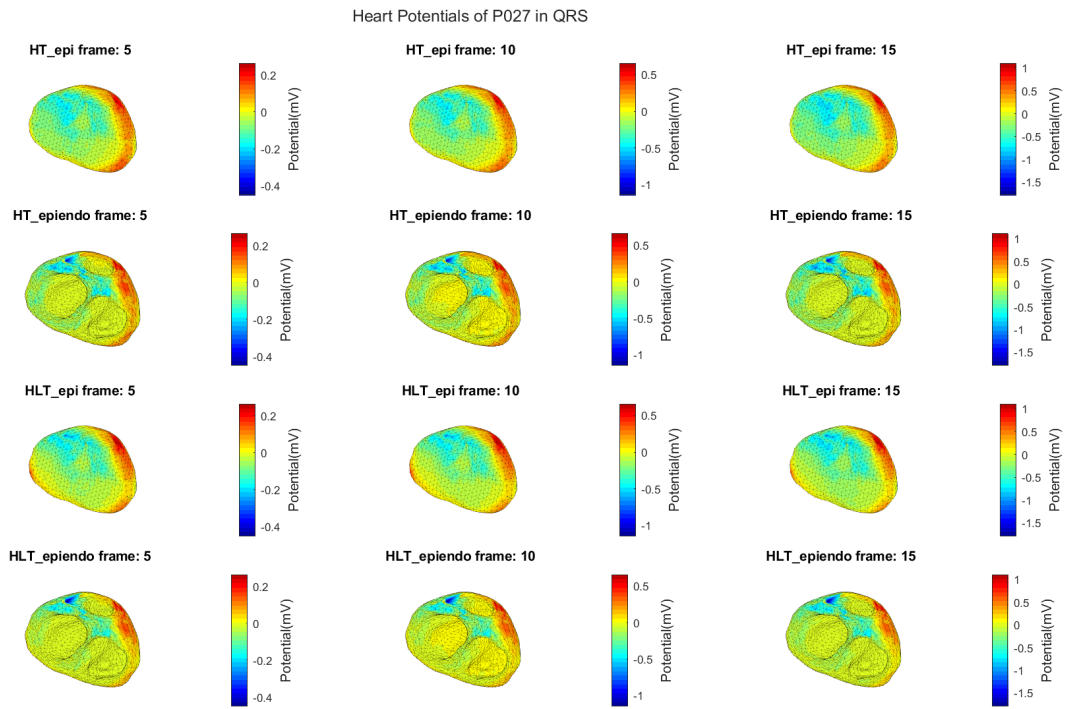 Heart Potentials of P027 in QRS
HT_epi frame: 5
0.2
0
-0.2
-0.4
Potential(mV)
HT_epi frame: 10
0.5
0
-0.5
-1
Potential(mV)
HT_epi frame: 15
1
0.5
0
-0.5
-1
-1.5
Potential(mV)
HT_epiendo frame: 5
0.2
0
-0.2
-0.4
Potential(mV)
HT_epiendo frame: 10
0.5
0
-0.5
-1
Potential(mV)
HT_epiendo frame: 15
1
0.5
0
-0.5
-1
-1.5
Potential(mV)
HLT_epi frame: 5
0.2
0
-0.2
-0.4
Potential(mV)
HLT_epi frame: 10
0.5
0
-0.5
-1
Potential(mV)
HLT_epi frame: 15
1
0.5
0
-0.5
-1
-1.5
Potential(mV)
HLT_epiendo frame: 5
0.2
0
-0.2
-0.4
Potential(mV)
HLT_epiendo frame: 10
0.5
0
-0.5
-1
Potential(mV)
HLT_epiendo frame: 15
1
0.5
0
-0.5
-1
-1.5
Potential(mV)